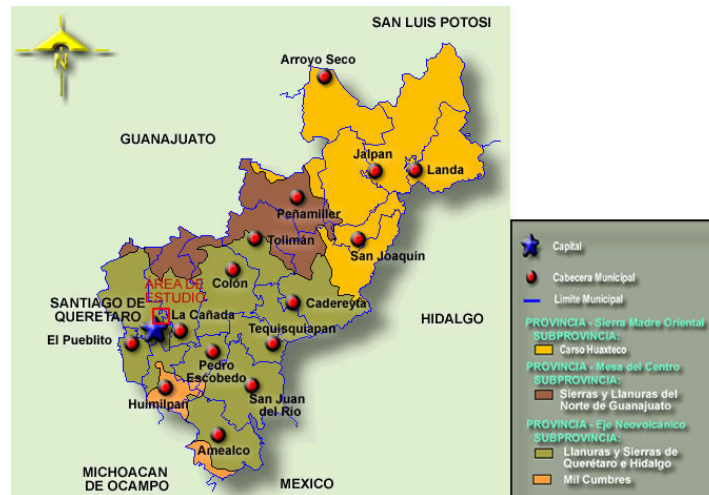 SAN LUIS POTOSI
Arroyo Seco
N
GUANAJUATO
Jalpan
Landa
Peñamiller
Tolimán
San Joaquín
Colón
AREA DE
ESTUDIO
Cadereyta
SANTIAGO DE
QUERETARO
La Cañada
HIDALGO
El Pueblito
Tequisquiapan
Pedro
Escobedo
Huimilpan
San Juan
del Río
Amealco
MICHOACAN
DE OCAMPO
MEXICO
Capital
Cabecera Municipal
Limite Municipal
PROVINCIA - Sierra Madre Oriental
SUBPROVINCIA:
Carso Huaxteco
PROVINCIA - Mesa del Centro
SUBPROVINCIA:
Sierras y Llanuras del
Norte de Guanajuato
PROVINCIA - Eje Neovolcánico
SUBPROVINCIA:
Llanuras y Sierras de
Querétaro e Hidalgo
Mil Cumbres